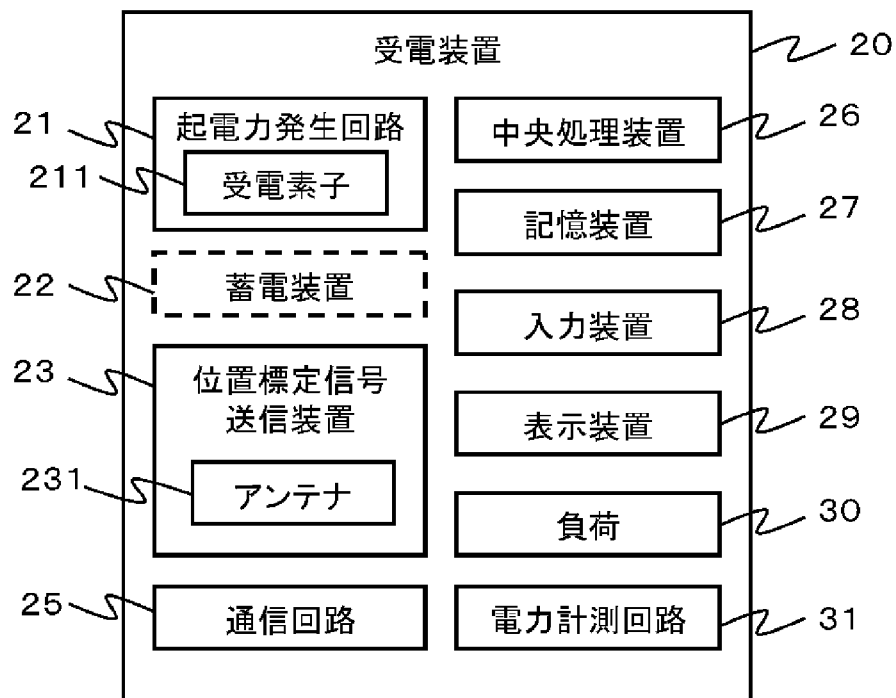 受電装置
20
21
起電力発生回路
211
受電素子
22
蓄電装置
23
位置標定信号
送信装置
231
アンテナ
25
通信回路
中央処理装置
26
記憶装置
27
入力装置
28
表示装置
29
負荷
30
電力計測回路
31